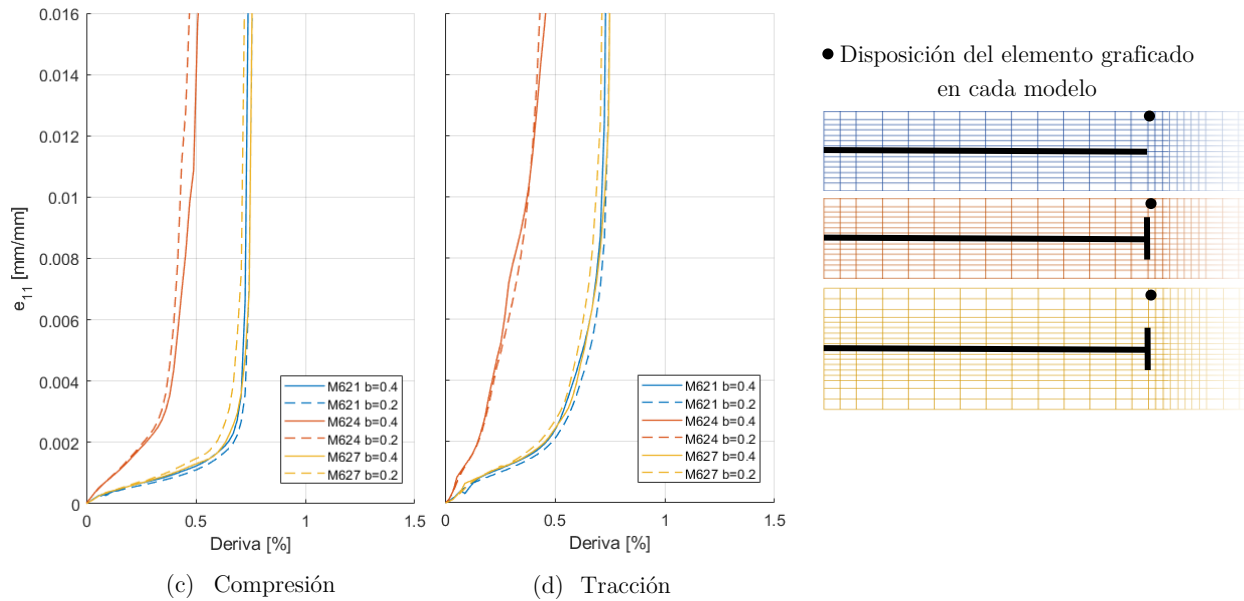 0.016
0.014
0.012
0.01
0.008
0.006
0.004
0.002
0
e11 [mm/mm]
M621 b=0.4
M621 b=0.2
M624 b=0.4
M624 b=0.2
M627 b=0.4
M627 b=0.2
0 0.5 1 1.5
Deriva [%]
(c) Compresión
M621 b=0.4
M621 b=0.2
M624 b=0.4
M624 b=0.2
M627 b=0.4
M627 b=0.2
0 0.5 1 1.5
Deriva [%]
(d) Tracción
Disposición del elemento graficado
en cada modelo